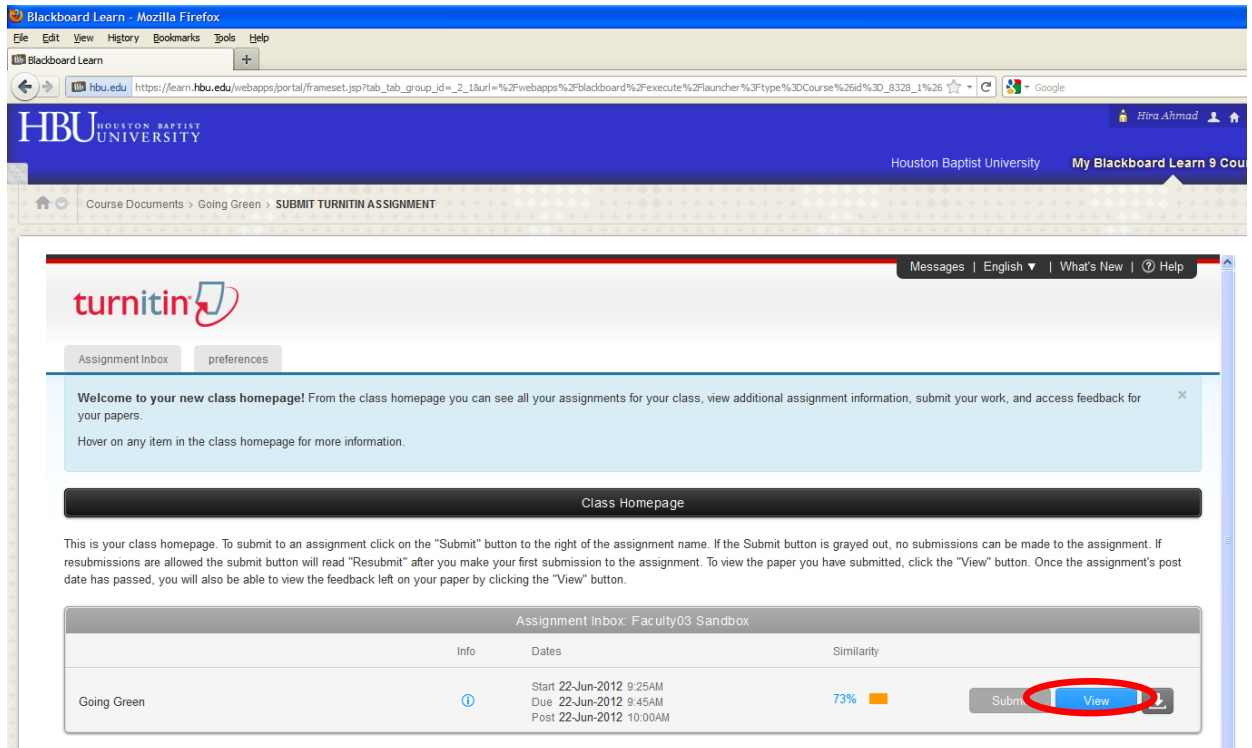 Blackboard Learn - Mozilla Firefox
File Edit View History Bookmarks Tools Help
Bb Blackboard Learn +
Bb hbu.edu https://learn.hbu.edu/webapps/portal/frameset.jsp?tab_tab_group_id=_2_1&url=%2Fwebapps%2Fblackboard%2Fexecute%2Flauncher%3Ftype%3DCourse%26id%3D_8328_1%26 Google
HBU HOUSTON BAPTIST UNIVERSITY
Hira Ahmad
Houston Baptist University My Blackboard Learn 9 Cou
Course Documents > Going Green > SUBMIT TURNITIN ASSIGNMENT
Messages | English ▼ | What's New | ? Help
turnitin
Assignment Inbox preferences
Welcome to your new class homepage! From the class homepage you can see all your assignments for your class, view additional assignment information, submit your work, and access feedback for
your papers.
Hover on any item in the class homepage for more information.
Class Homepage
This is your class homepage. To submit to an assignment click on the "Submit" button to the right of the assignment name. If the Submit button is grayed out, no submissions can be made to the assignment. If
resubmissions are allowed the submit button will read "Resubmit" after you make your first submission to the assignment. To view the paper you have submitted, click the "View" button. Once the assignment's post
date has passed, you will also be able to view the feedback left on your paper by clicking the "View" button.
Assignment Inbox: Faculty03 Sandbox
Info Dates Similarity
Start 22-Jun-2012 9:25AM
Going Green Due 22-Jun-2012 9:45AM 73% Submi View
Post 22-Jun-2012 10:00AM